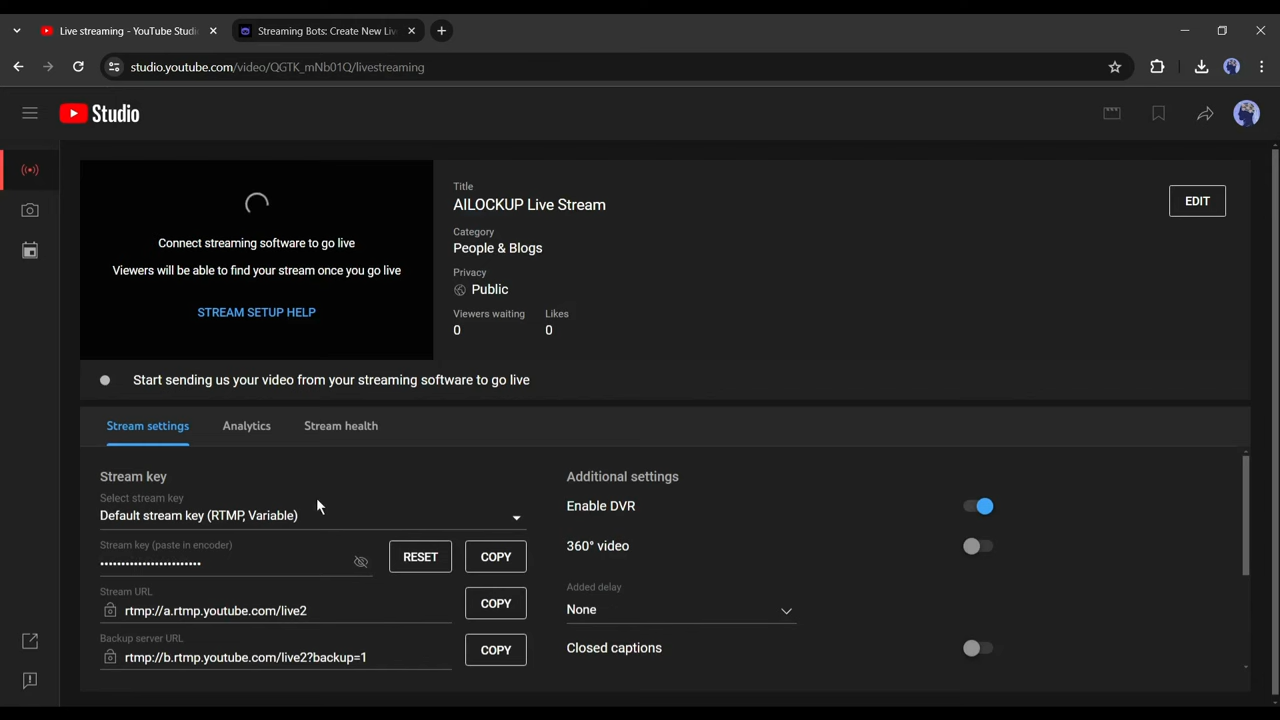 Live streaming - YouTube Studi
Streaming Bots: Create New Liv
studio.youtube.com/video/QGTK_mNb01Q/livestreaming
Studio
Connect streaming software to go live
Viewers will be able to find your stream once you go live
STREAM SETUP HELP
Title
AILOCKUP Live Stream
EDIT
Category
People & Blogs
Privacy
Public
Viewers waiting
Likes
0
0
Start sending us your video from your streaming software to go live
Stream settings
Analytics
Stream health
Stream key
Select stream key
Default stream key (RTMP, Variable)
Stream key (paste in encoder)
••••••••••••••••••••••••
RESET
COPY
Stream URL
rtmp://a.rtmp.youtube.com/live2
COPY
Backup server URL
rtmp://b.rtmp.youtube.com/live2?backup=1
COPY
Additional settings
Enable DVR
360° video
Added delay
None
Closed captions